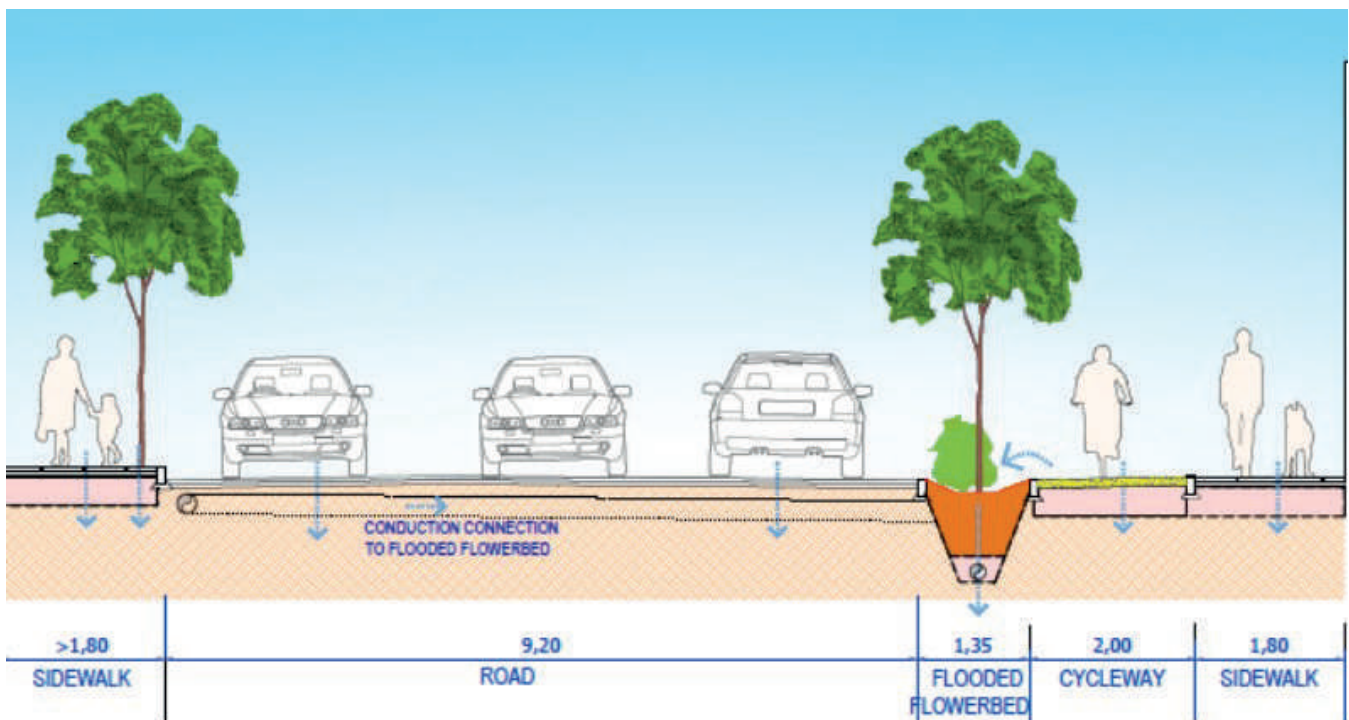 CONDUCTION CONNECTION
TO FLOODED FLOWERBED
>1,80
9,20
1,35
2,00
1,80
SIDEWALK
ROAD
FLOODED
FLOWERBED
CYCLEWAY
SIDEWALK